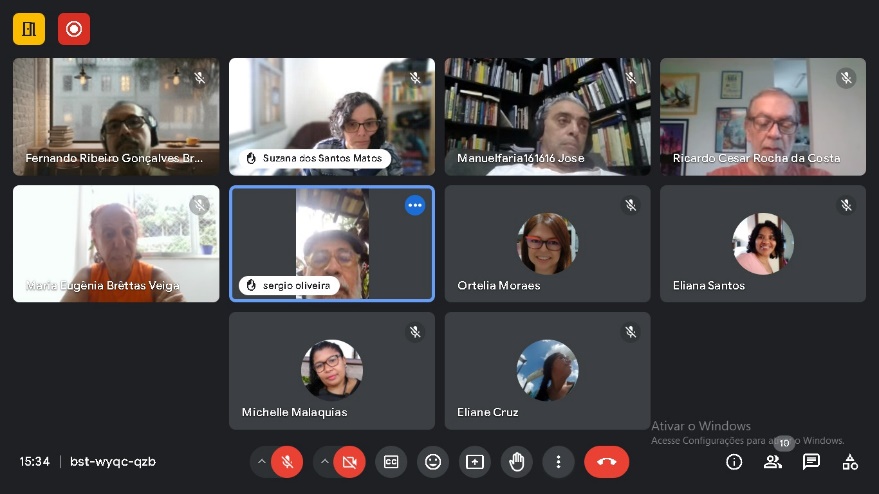 Fernando Ribeiro Gonçalves Br...
Suzana dos Santos Matos
Manuelfaria161616 Jose
Ricardo Cesar Rocha da Costa
Maria Eugênia Brêttas Veiga
sergio oliveira
Ortelia Moraes
Eliana Santos
Michelle Malaquias
Eliane Cruz
Ativar o Windows
Acesse Configurações para a o Windows.
10
15:34 | bst-wyqc-qzb
CC